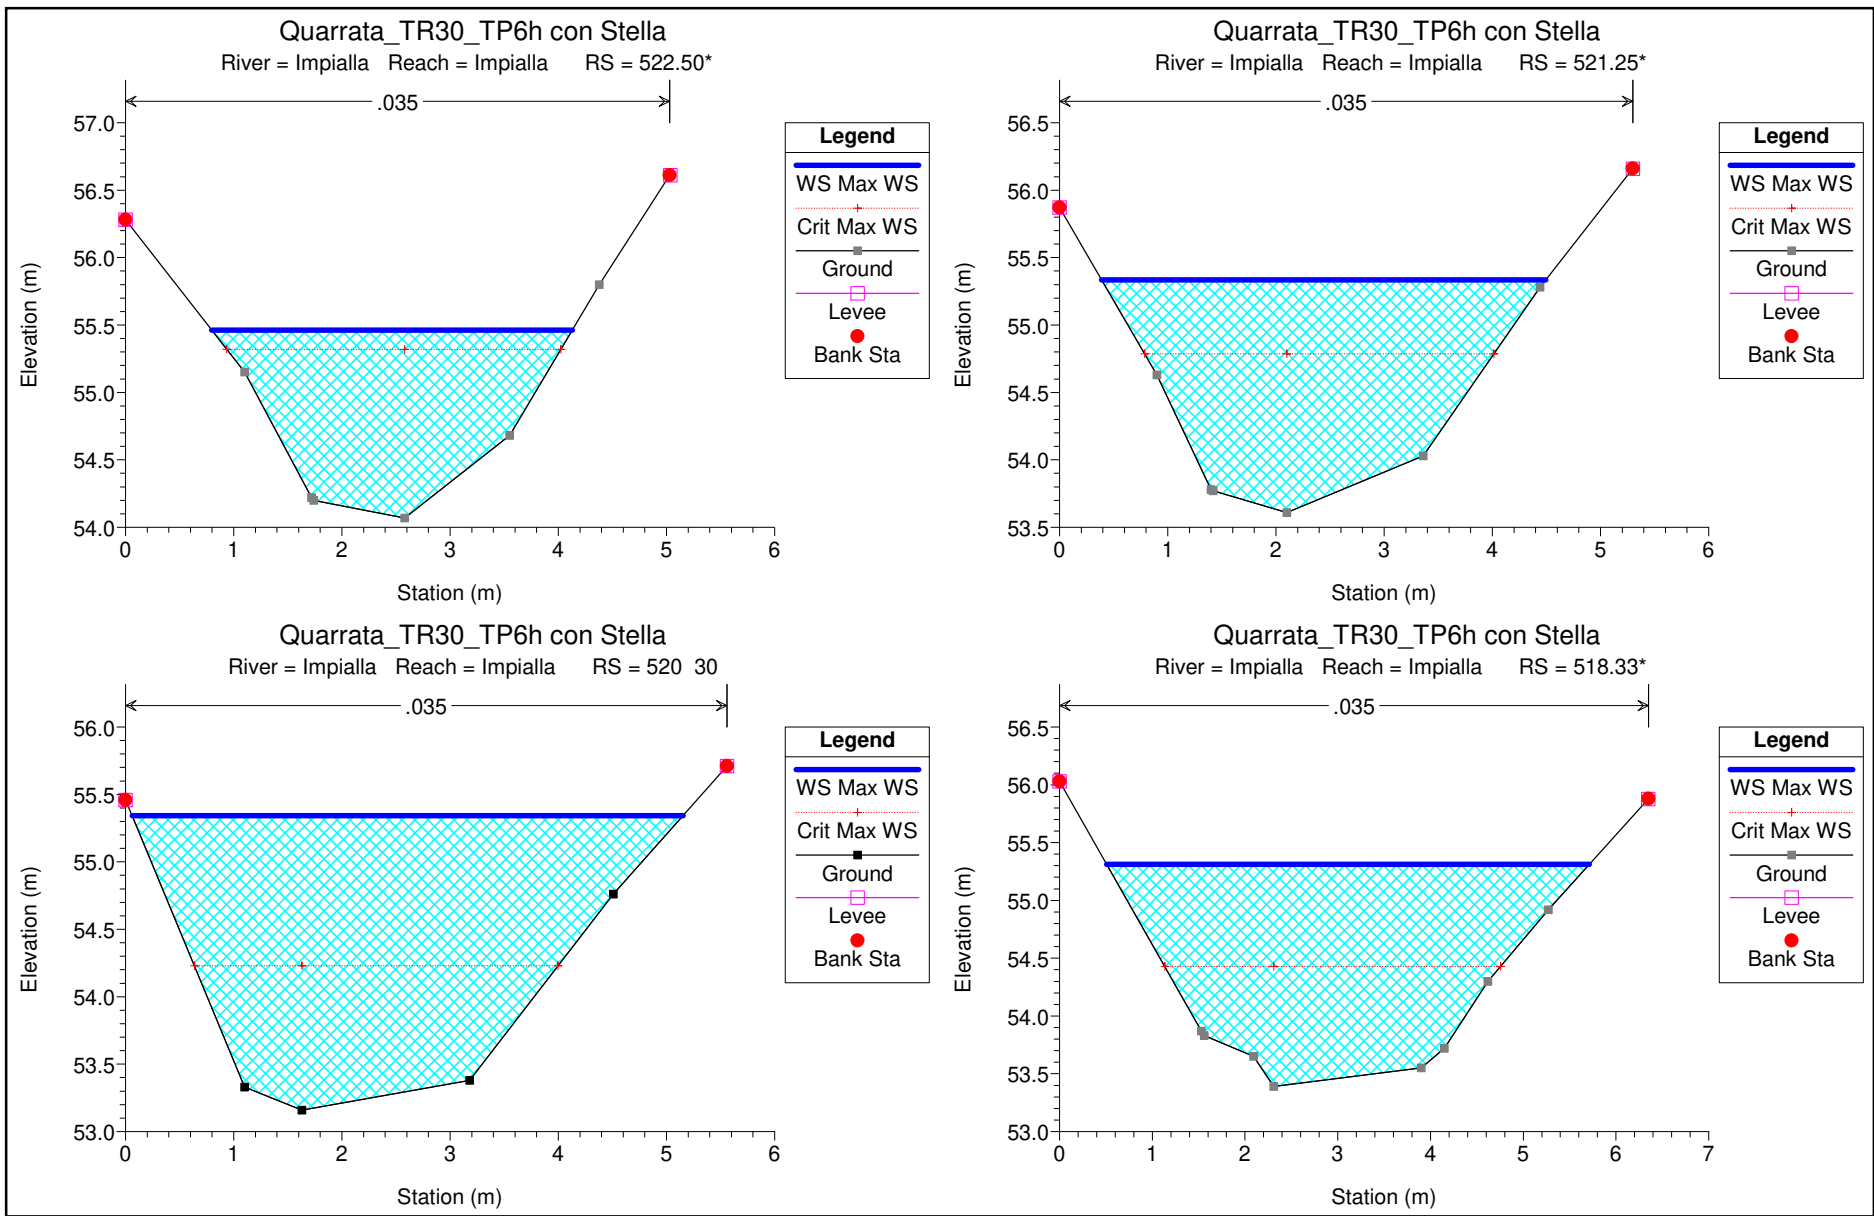 Quarrata_TR30_TP6h con Stella
River = Impialla Reach = Impialla RS = 522.50*
.035
57.0
56.5
56.0
55.5
55.0
54.5
54.0
0 1 2 3 4 5 6
Elevation (m)
Station (m)
Legend
WS Max WS
Crit Max WS
Ground
Levee
Bank Sta
Quarrata_TR30_TP6h con Stella
River = Impialla Reach = Impialla RS = 521.25*
.035
56.5
56.0
55.5
55.0
54.5
54.0
53.5
0 1 2 3 4 5 6
Elevation (m)
Station (m)
Legend
WS Max WS
Crit Max WS
Ground
Levee
Bank Sta
Quarrata_TR30_TP6h con Stella
River = Impialla Reach = Impialla RS = 520 30
.035
56.0
55.5
55.0
54.5
54.0
53.5
53.0
0 1 2 3 4 5 6
Elevation (m)
Station (m)
Legend
WS Max WS
Crit Max WS
Ground
Levee
Bank Sta
Quarrata_TR30_TP6h con Stella
River = Impialla Reach = Impialla RS = 518.33*
.035
56.5
56.0
55.5
55.0
54.5
54.0
53.5
53.0
0 1 2 3 4 5 6 7
Elevation (m)
Station (m)
Legend
WS Max WS
Crit Max WS
Ground
Levee
Bank Sta